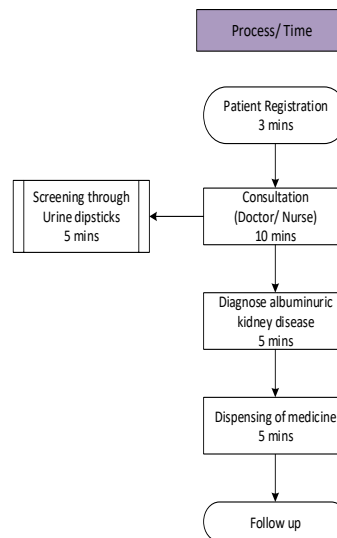 Process/ Time
Patient Registration
3 mins
Screening through
Urine dipsticks
5 mins
Consultation
(Doctor/ Nurse)
10 mins
Diagnose albuminuric
kidney disease
5 mins
Dispensing of medicine
5 mins
Follow up